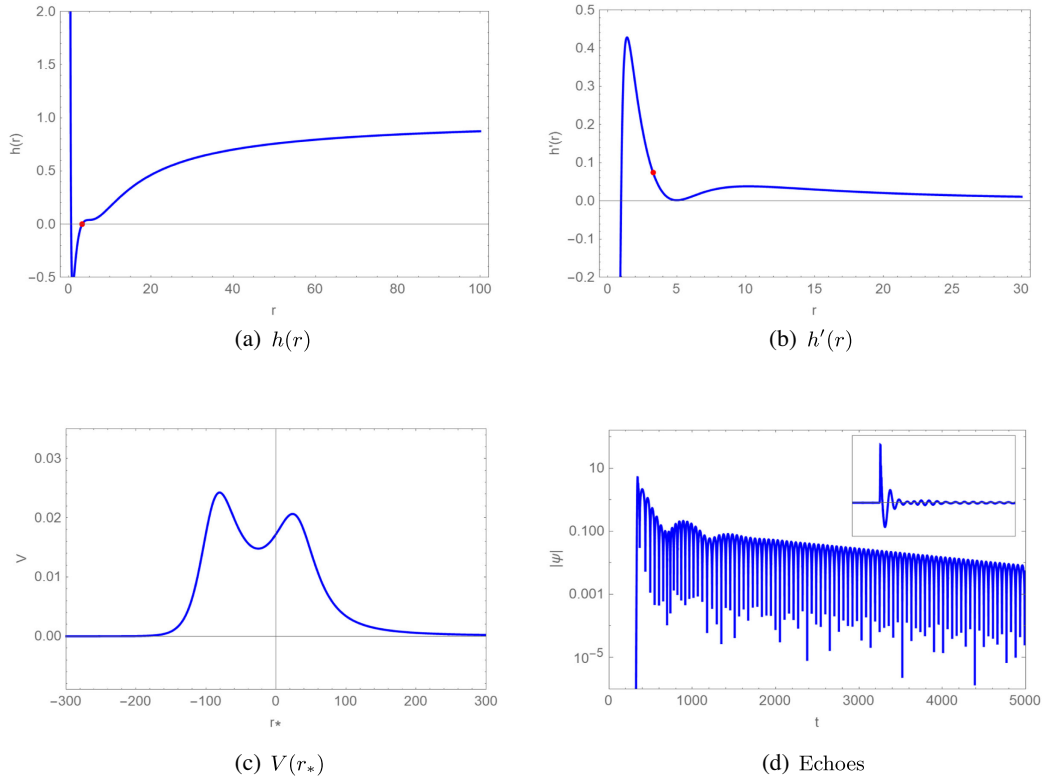 2.0
1.5
1.0
0.5
0.0
−0.5
h(r)
0 20 40 60 80 100
r
(a) h(r)
0.5
0.4
0.3
0.2
0.1
0.0
−0.1
−0.2
h'(r)
0 5 10 15 20 25 30
r
(b) h′(r)
0.03
0.02
0.01
0.00
V
−300 −200 −100 0 100 200 300
r*
(c) V(r*)
10
0.100
0.001
10⁻⁵
|ψ|
0 1000 2000 3000 4000 5000
t
(d) Echoes